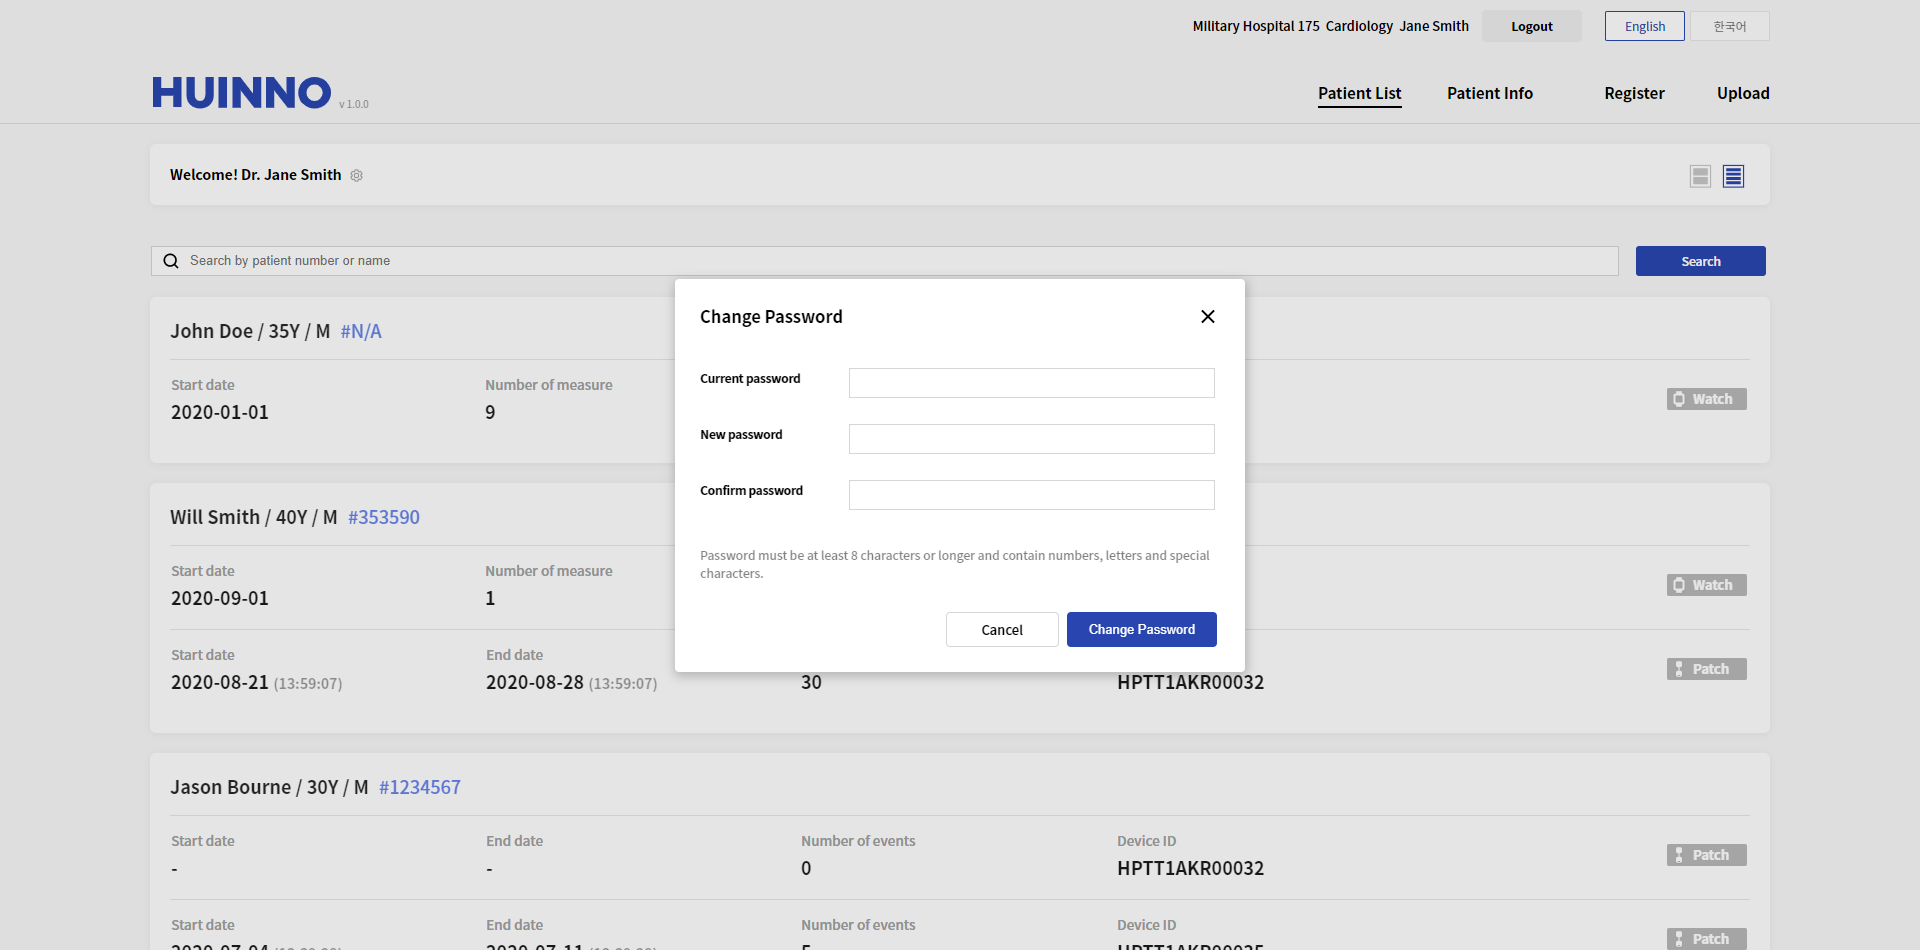 Military Hospital 175 Cardiology Jane Smith Logout English 한국어
HUINNO v 1.0.0
Patient List Patient Info Register Upload
Welcome! Dr. Jane Smith
Search by patient number or name Search
Change Password
Current password
New password
Confirm password
Password must be at least 8 characters or longer and contain numbers, letters and special
characters.
Cancel Change Password
John Doe / 35Y / M #N/A
Start date Number of measure
2020-01-01 9
Watch
Will Smith / 40Y / M #353590
Start date Number of measure
2020-09-01 1
Watch
Start date End date
2020-08-21 (13:59:07) 2020-08-28 (13:59:07) 30 HPTT1AKR00032
Patch
Jason Bourne / 30Y / M #1234567
Start date End date Number of events Device ID
- - 0 HPTT1AKR00032
Patch
Start date End date Number of events Device ID
Patch